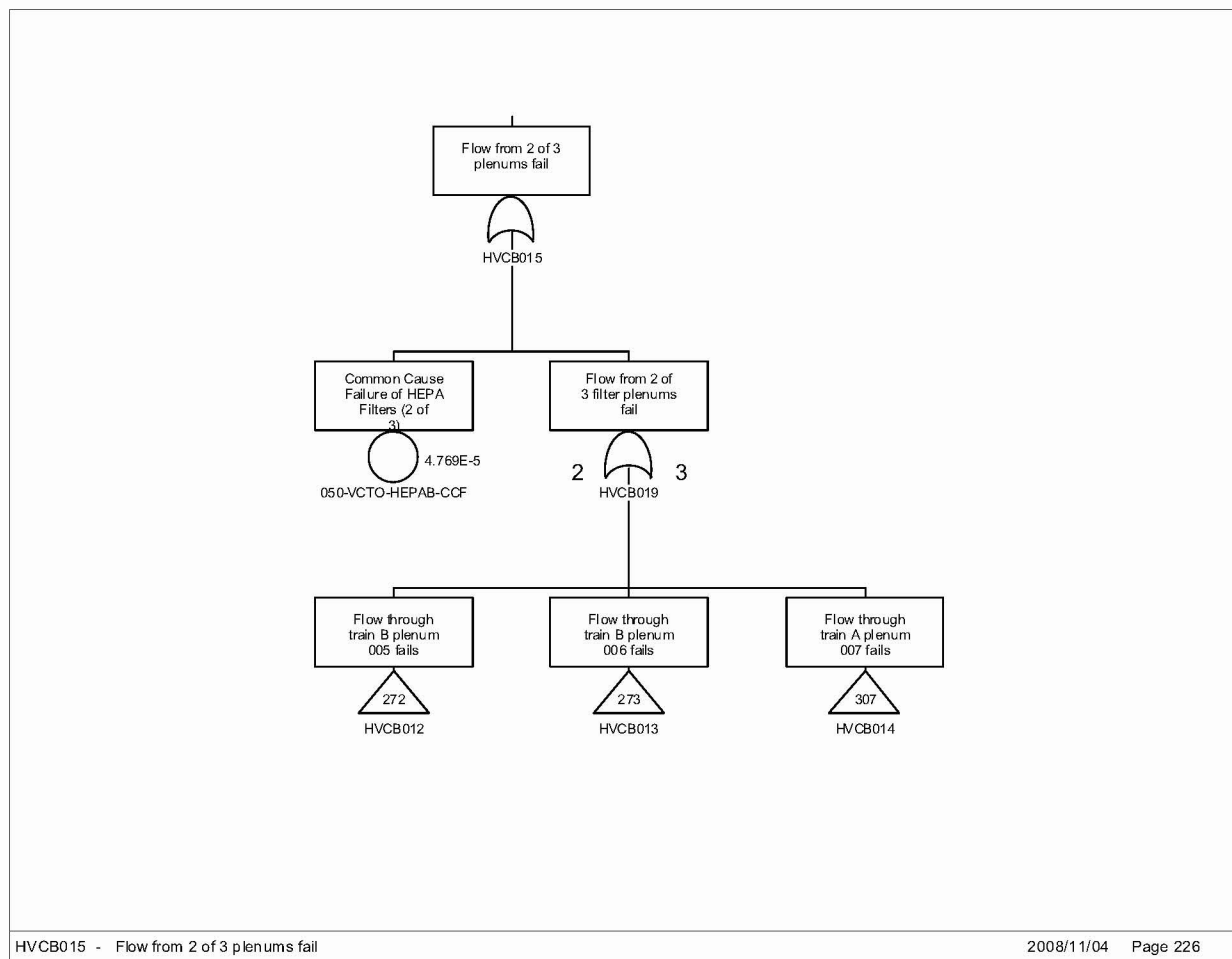 Flow from 2 of 3
plenums fail
HVCB015
Common Cause
Failure of HEPA
Filters (2 of
3)
4.769E-5
050-VCTO-HEPAB-CCF
Flow from 2 of
3 filter plenums
fail
2 3
HVCB019
Flow through
train B plenum
005 fails
272
HVCB012
Flow through
train B plenum
006 fails
273
HVCB013
Flow through
train A plenum
007 fails
307
HVCB014
HVCB015 - Flow from 2 of 3 plenums fail
2008/11/04 Page 226